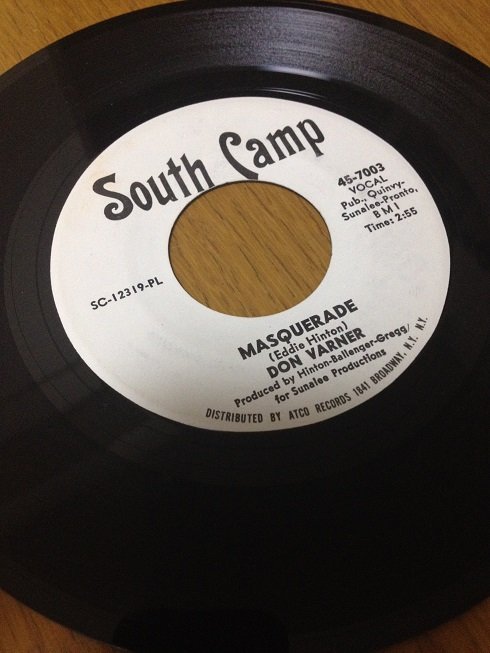 South Camp
45-7003
VOCAL
Pub., Quinvy-
Sunalee-Pronto,
BMI
Time: 2:55
SC-12319-PL
MASQUERADE
(Eddie Hinton)
DON VARNER
Produced by Hinton-Ballenger-Gregg/
for Sunalee Productions
DISTRIBUTED BY ATCO RECORDS 1841 BROADWAY, N.Y. N.Y.